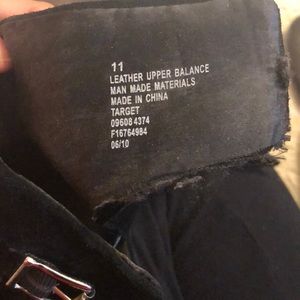 11
LEATHER UPPER BALANCE
MAN MADE MATERIALS
MADE IN CHINA
TARGET
09608 4374
F16764984
06/10